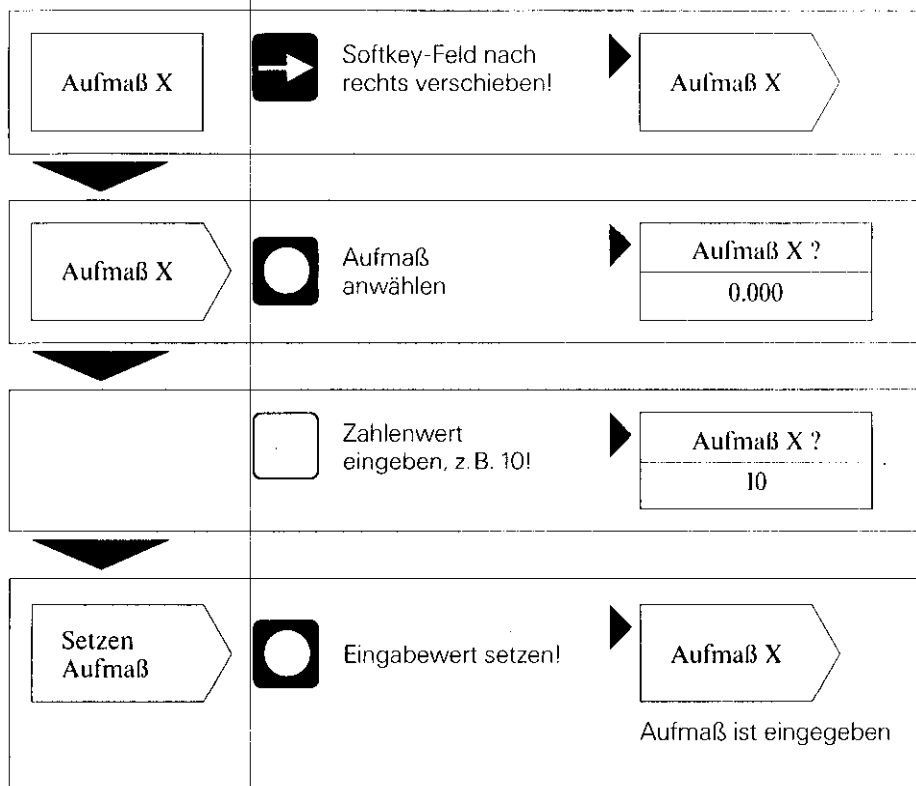 Aufmaß X
Softkey-Feld nach
rechts verschieben!
Aufmaß X
Aufmaß X
Aufmaß
anwählen
Aufmaß X ?
0.000
Zahlenwert
eingeben, z.B. 10!
Aufmaß X ?
10
Setzen
Aufmaß
Eingabewert setzen!
Aufmaß X
Aufmaß ist eingegeben